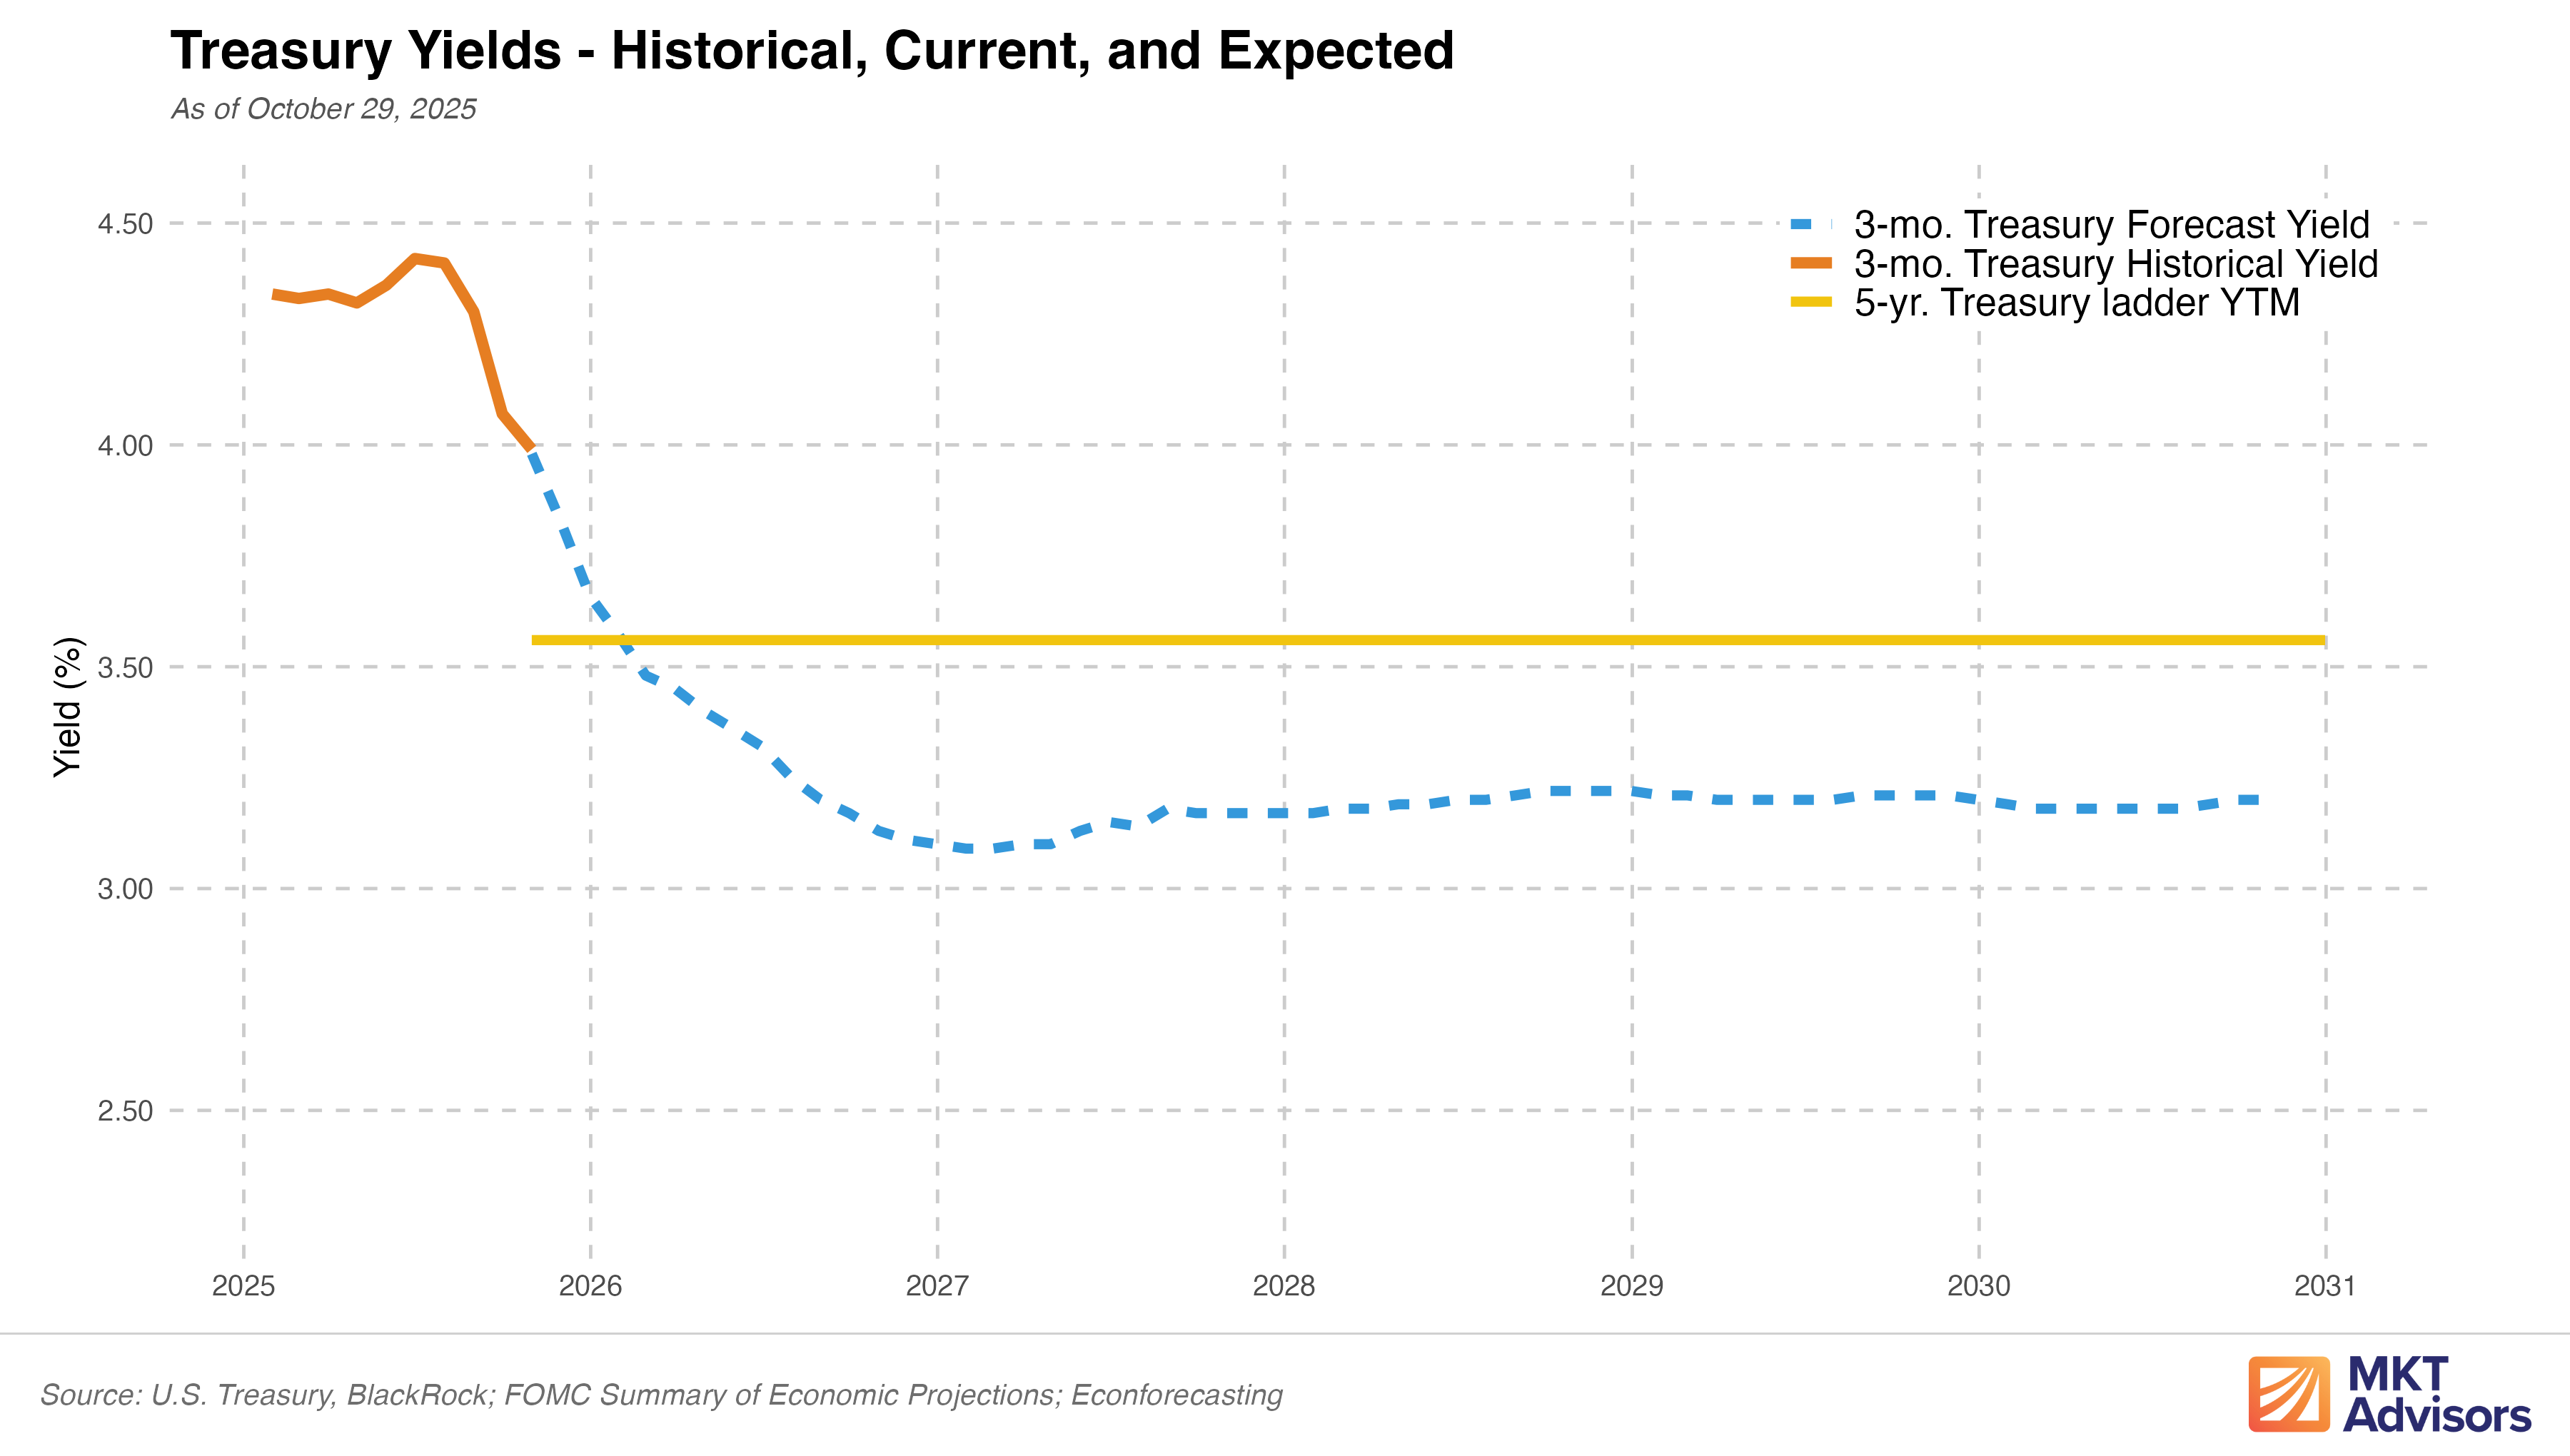 Treasury Yields - Historical, Current, and Expected
As of October 29, 2025
4.50
4.00
3.50
3.00
2.50
Yield (%)
3-mo. Treasury Forecast Yield
3-mo. Treasury Historical Yield
5-yr. Treasury ladder YTM
2025
2026
2027
2028
2029
2030
2031
Source: U.S. Treasury, BlackRock; FOMC Summary of Economic Projections; Econforecasting
MKT
Advisors